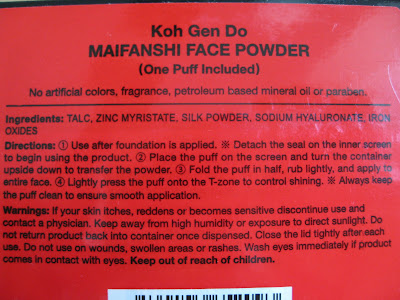 Koh Gen Do
MAIFANSHI FACE POWDER
(One Puff Included)
No artificial colors, fragrance, petroleum based mineral oil or paraben.
Ingredients: TALC, ZINC MYRISTATE, SILK POWDER, SODIUM HYALURONATE, IRON
OXIDES
Directions: ① Use after foundation is applied. ※ Detach the seal on the inner screen
to begin using the product. ② Place the puff on the screen and turn the container
upside down to transfer the powder. ③ Fold the puff in half, rub lightly, and apply to
entire face. ④ Lightly press the puff onto the T-zone to control shining. ※ Always keep
the puff clean to ensure smooth application.
Warnings: If your skin itches, reddens or becomes sensitive discontinue use and
contact a physician. Keep away from high humidity or exposure to direct sunlight. Do
not return product back into container once dispensed. Close the lid tightly after each
use. Do not use on wounds, swollen areas or rashes. Wash eyes immediately if product
comes in contact with eyes. Keep out of reach of children.